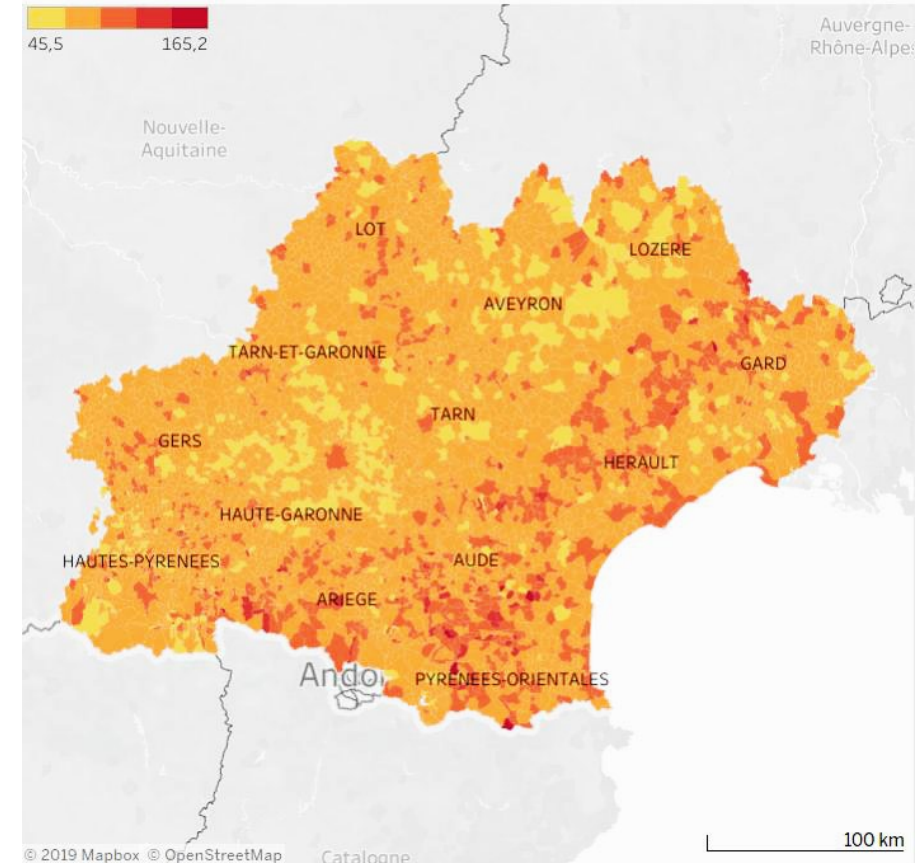 45,5
165,2
Auvergne-
Rhône-Alpes
Nouvelle-
Aquitaine
LOT
LOZERE
AVEYRON
TARN-ET-GARONNE
GARD
TARN
GERS
HERAULT
HAUTE-GARONNE
HAUTES-PYRENEES
AUDE
ARIEGE
Ando
PYRENEES-ORIENTALES
100 km
© 2019 Mapbox © OpenStreetMap
Catalogne